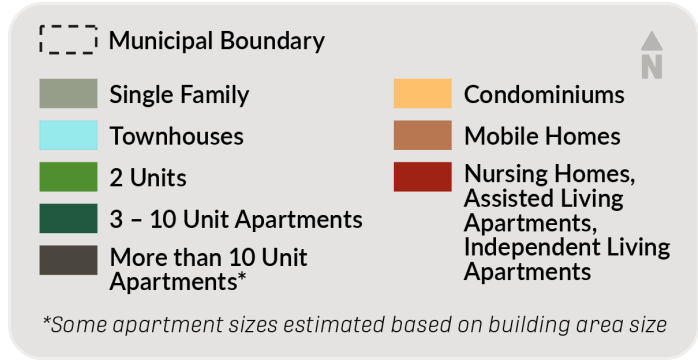 Municipal Boundary
N
Single Family
Townhouses
2 Units
3 – 10 Unit Apartments
More than 10 Unit
Apartments*
Condominiums
Mobile Homes
Nursing Homes,
Assisted Living
Apartments,
Independent Living
Apartments
*Some apartment sizes estimated based on building area size